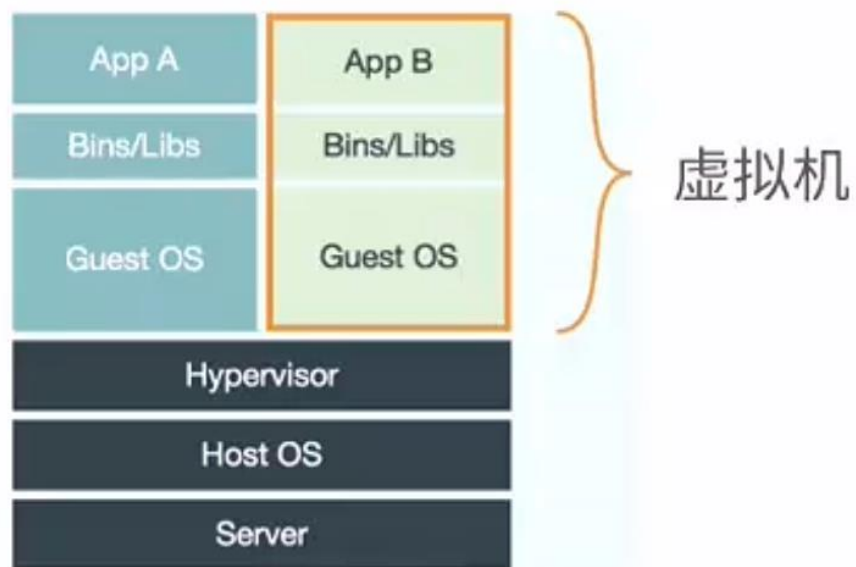 App A
App B
Bins/Libs
Bins/Libs
虚拟机
Guest OS
Guest OS
Hypervisor
Host OS
Server